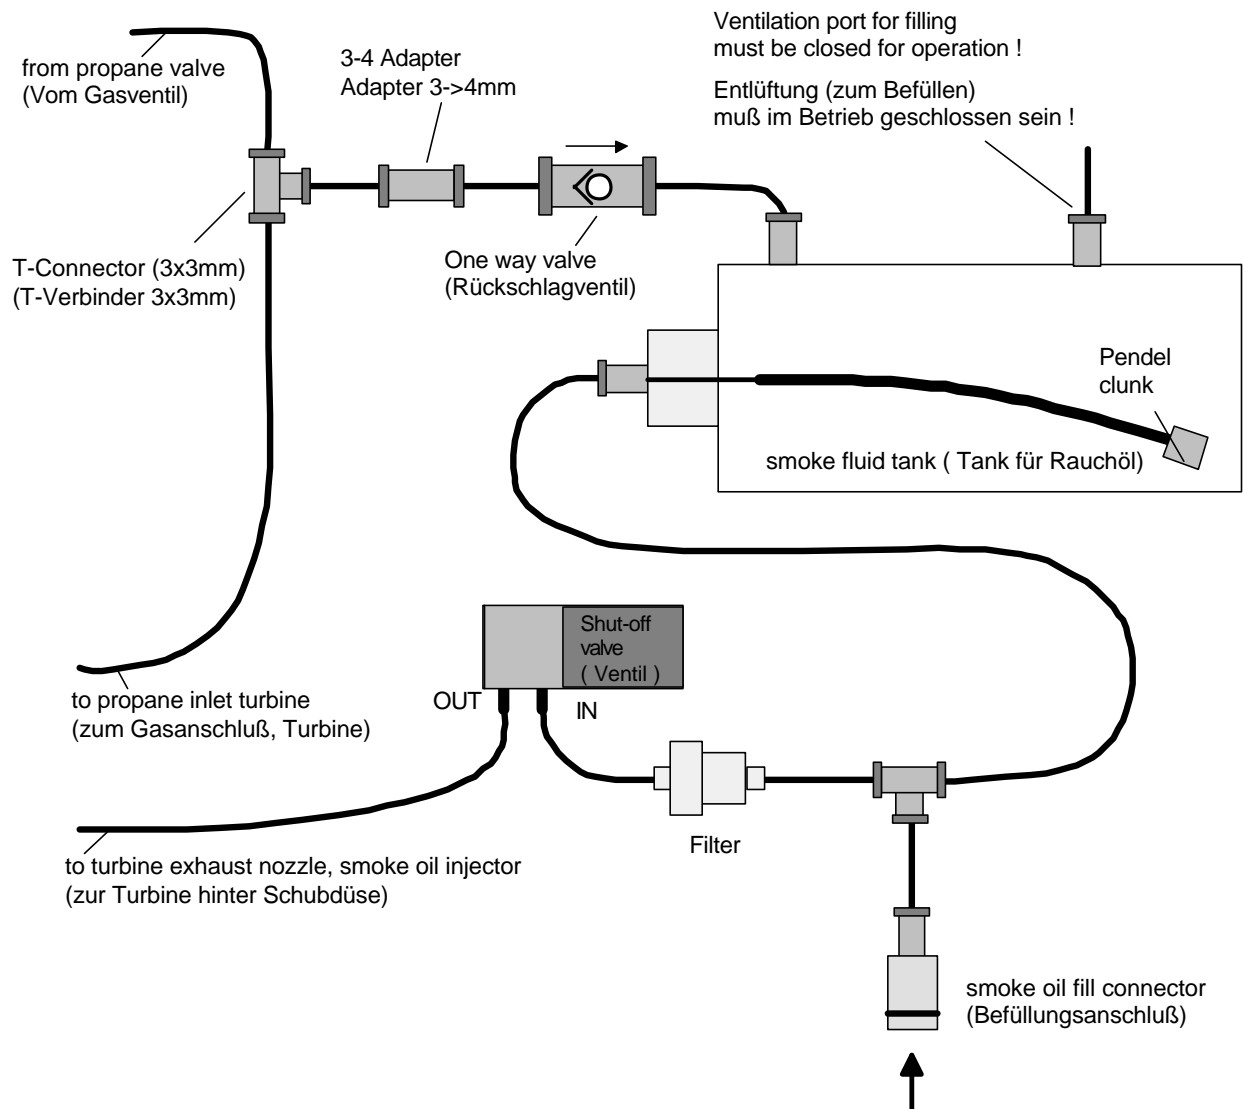 Ventilation port for filling
must be closed for operation !
Entlüftung (zum Befüllen)
muß im Betrieb geschlossen sein !
from propane valve
(Vom Gasventil)
3-4 Adapter
Adapter 3->4mm
T-Connector (3x3mm)
(T-Verbinder 3x3mm)
One way valve
(Rückschlagventil)
Pendel
clunk
smoke fluid tank ( Tank für Rauchöl)
Shut-off
valve
( Ventil )
OUT
IN
to propane inlet turbine
(zum Gasanschluß, Turbine)
Filter
to turbine exhaust nozzle, smoke oil injector
(zur Turbine hinter Schubdüse)
smoke oil fill connector
(Befüllungsanschluß)